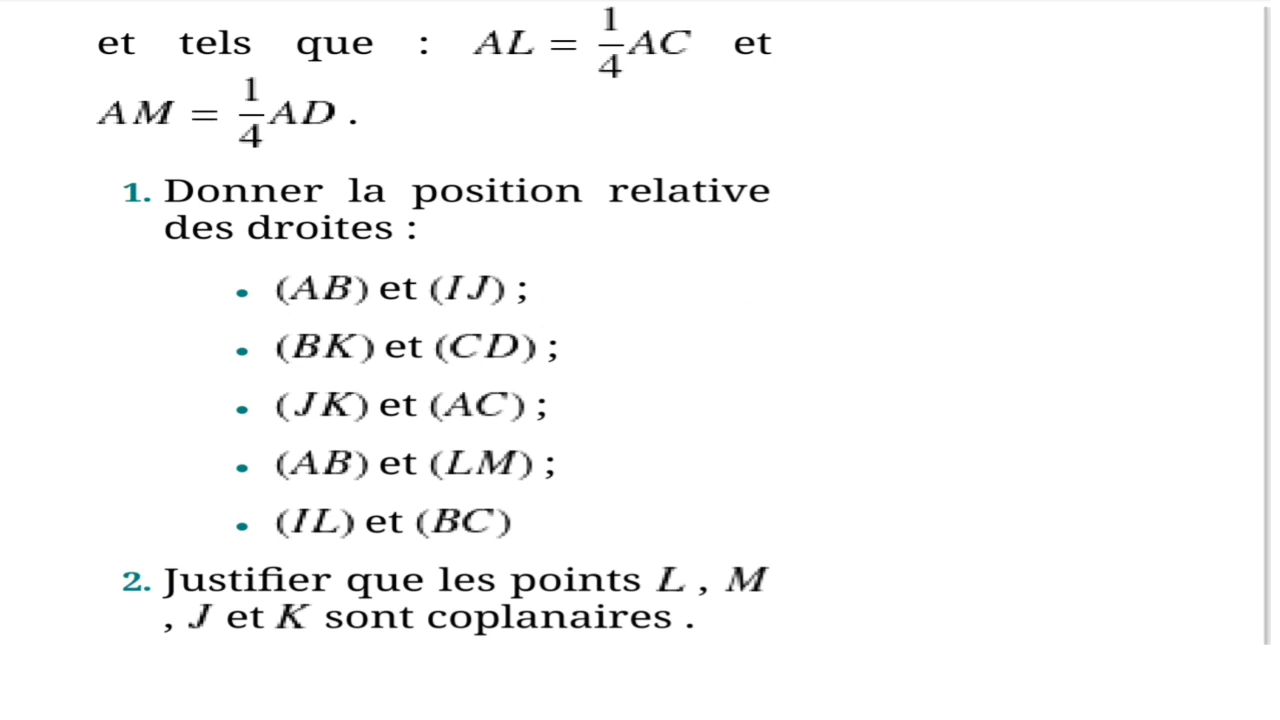 et tels que : AL = 1/4 AC et
AM = 1/4 AD .
1. Donner la position relative
des droites :
• (AB) et (IJ) ;
• (BK) et (CD) ;
• (JK) et (AC) ;
• (AB) et (LM) ;
• (IL) et (BC)
2. Justifier que les points L , M
, J et K sont coplanaires .